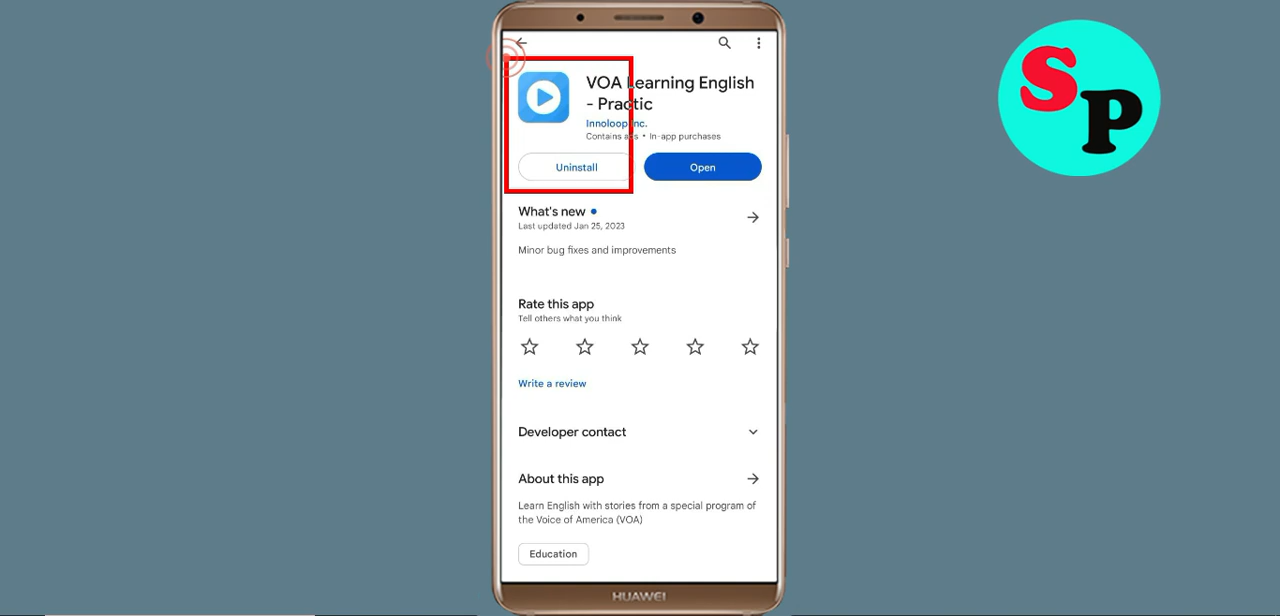 SP
VOA Learning English
- Practic
Innoloop Inc.
Contains ads • In-app purchases
Uninstall
Open
What's new
Last updated Jan 25, 2023
Minor bug fixes and improvements
Rate this app
Tell others what you think
Write a review
Developer contact
About this app
Learn English with stories from a special program of
the Voice of America (VOA)
Education
HUAWEI